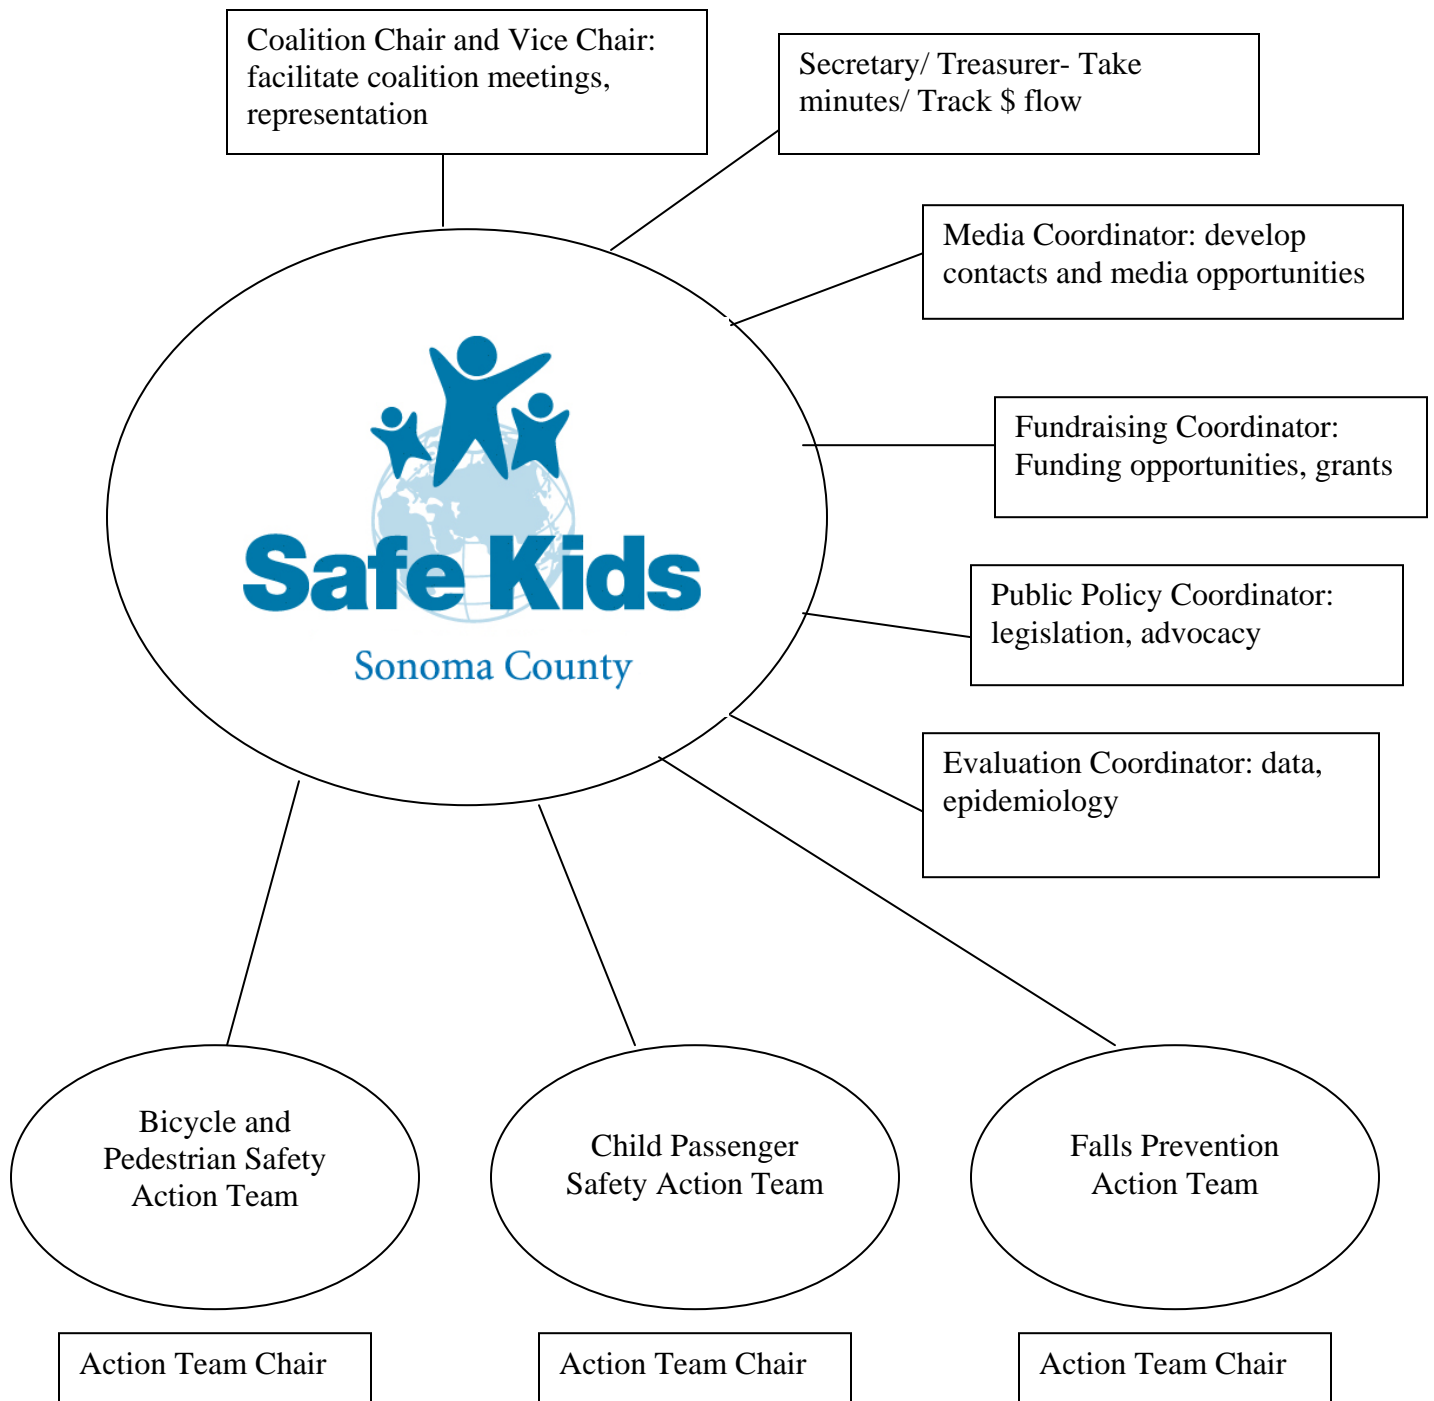 Coalition Chair and Vice Chair:
facilitate coalition meetings,
representation
Secretary/ Treasurer- Take
minutes/ Track $ flow
Media Coordinator: develop
contacts and media opportunities
Fundraising Coordinator:
Funding opportunities, grants
Safe Kids
Sonoma County
Public Policy Coordinator:
legislation, advocacy
Evaluation Coordinator: data,
epidemiology
Bicycle and
Pedestrian Safety
Action Team
Child Passenger
Safety Action Team
Falls Prevention
Action Team
Action Team Chair
Action Team Chair
Action Team Chair